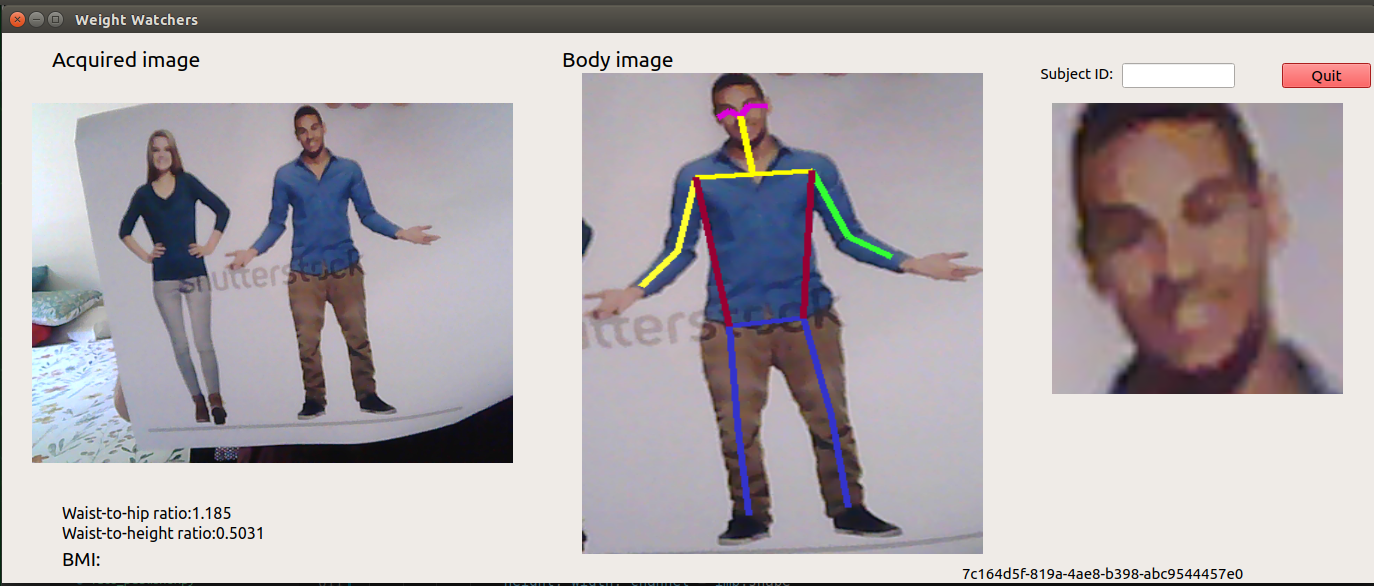 Weight Watchers
Acquired image
Body image
Subject ID:
Quit
shutterstock
utterstock
Waist-to-hip ratio:1.185
Waist-to-height ratio:0.5031
BMI:
7c164d5f-819a-4ae8-b398-abc9544457e0